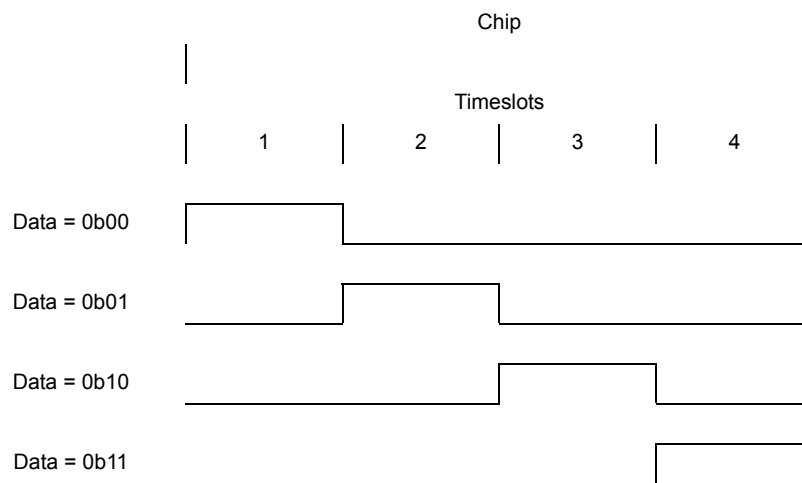 Chip
Timeslots
1 2 3 4
Data = 0b00
Data = 0b01
Data = 0b10
Data = 0b11